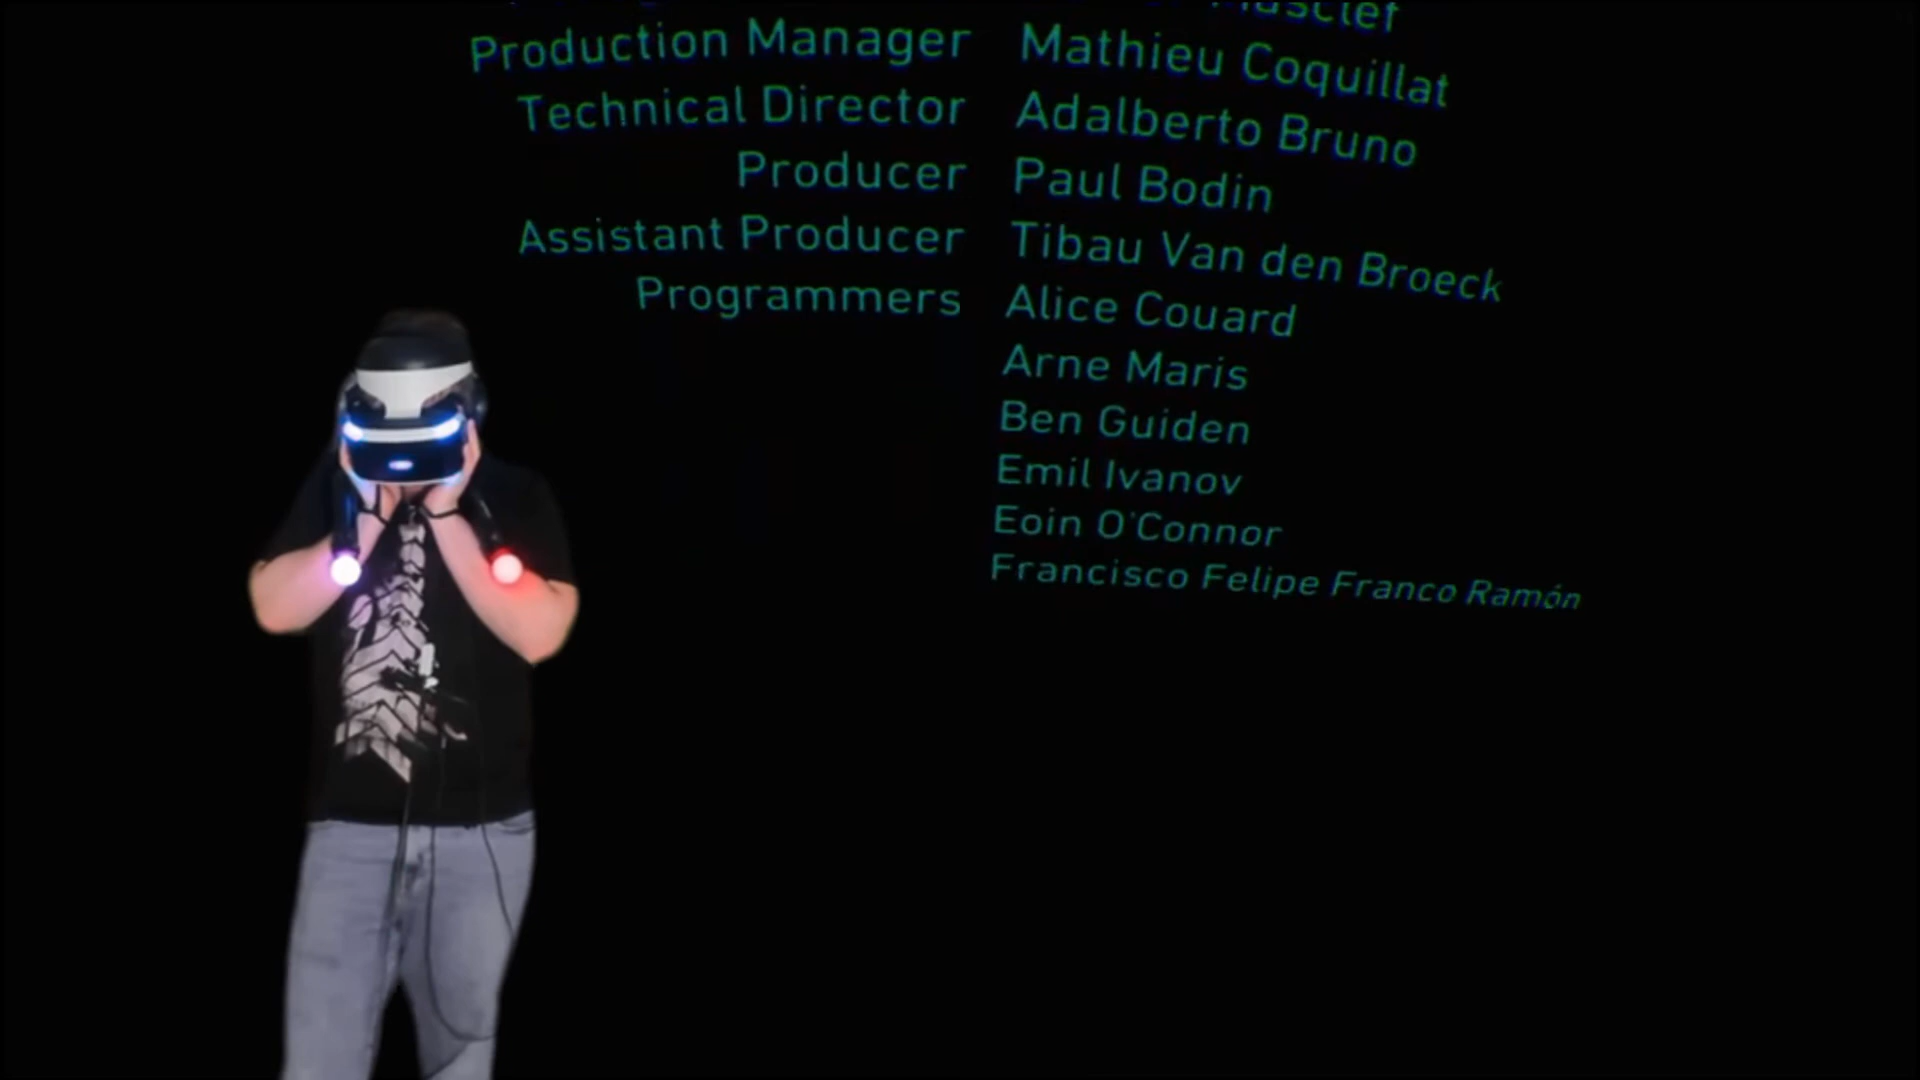 Production Manager Mathieu Coquillat
Technical Director Adalberto Bruno
Producer Paul Bodin
Assistant Producer Tibau Van den Broeck
Programmers Alice Couard
Arne Maris
Ben Guiden
Emil Ivanov
Eoin O'Connor
Francisco Felipe Franco Ramón